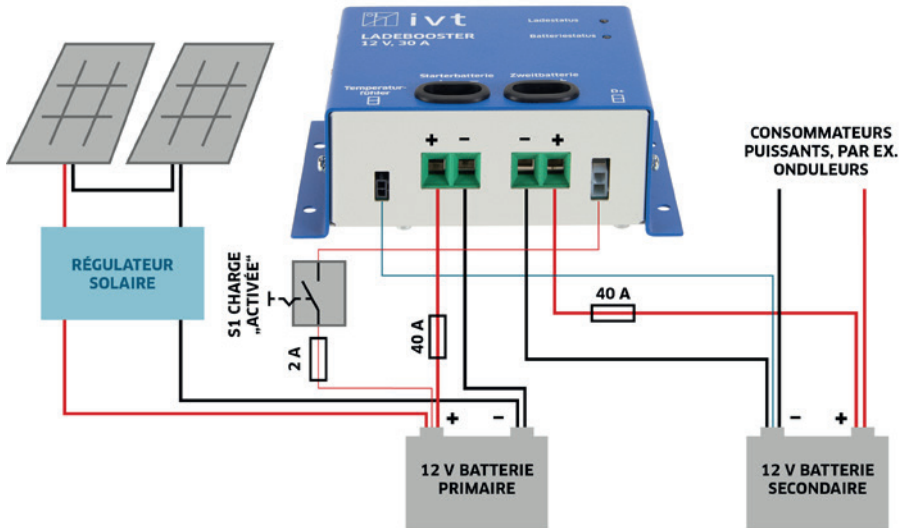 ivt
LADEBOOSTER
12 V, 30 A
Ladestatus
Batteriestatus
Temperatur-
fühler
Starterbatterie
Zweitbatterie
D+
+ −
− +
CONSOMMATEURS
PUISSANTS, PAR EX.
ONDULEURS
RÉGULATEUR
SOLAIRE
S1 CHARGE
„ACTIVÉE“
2 A
40 A
40 A
+ −
− +
12 V BATTERIE
PRIMAIRE
12 V BATTERIE
SECONDAIRE